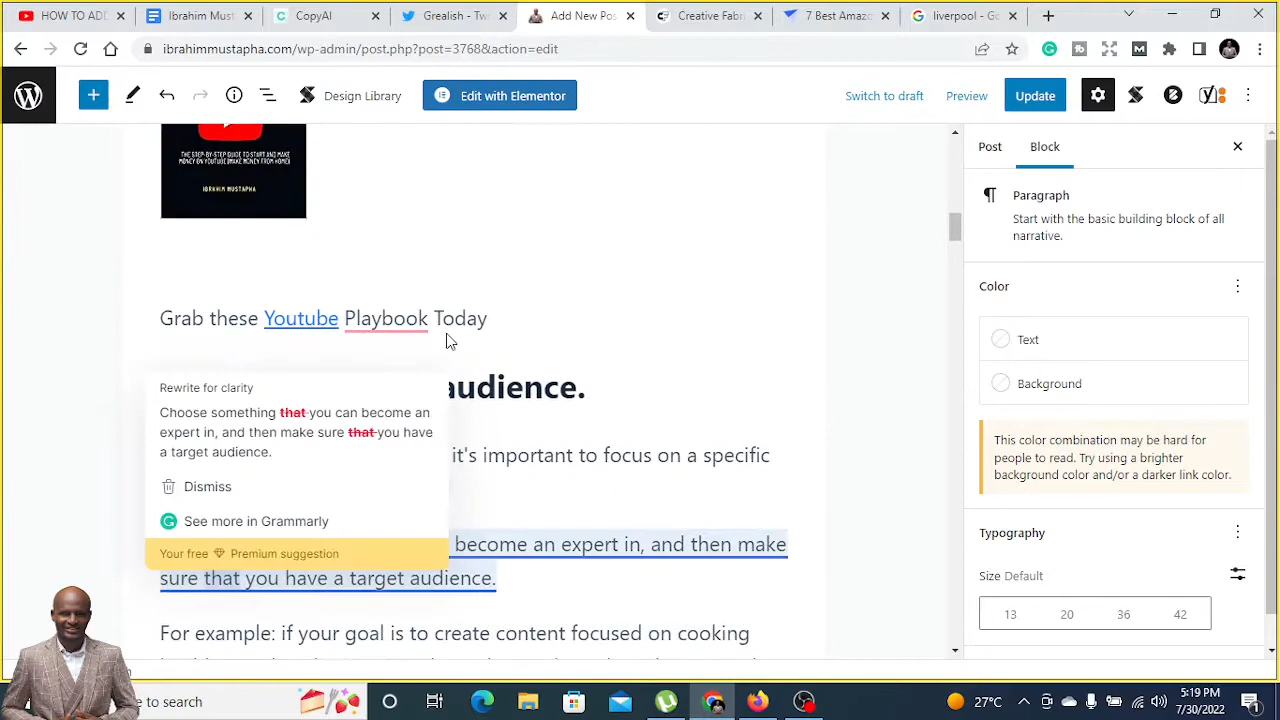 HOW TO ADD
Ibrahim Must
CopyAI
Grealish - Tw
Add New Pos
Creative Fabri
7 Best Amazo
liverpool - Go
ibrahimmustapha.com/wp-admin/post.php?post=3768&action=edit
Design Library
Edit with Elementor
Switch to draft
Preview
Update
THE STEP-BY-STEP GUIDE TO START AND MAKE
MONEY ON YOUTUBE (MAKE MONEY FROM HOME)
IBRKHIM MUSTAPHA
Grab these Youtube Playbook Today
audience.
it's important to focus on a specific
Rewrite for clarity
Choose something that you can become an
expert in, and then make sure that you have
a target audience.
Dismiss
See more in Grammarly
Your free Premium suggestion
become an expert in, and then make
sure that you have a target audience.
For example: if your goal is to create content focused on cooking
Post
Block
Paragraph
Start with the basic building block of all
narrative.
Color
Text
Background
This color combination may be hard for
people to read. Try using a brighter
background color and/or a darker link color.
Typography
Size Default
13 20 36 42
to search
27°C
5:19 PM
7/30/2022